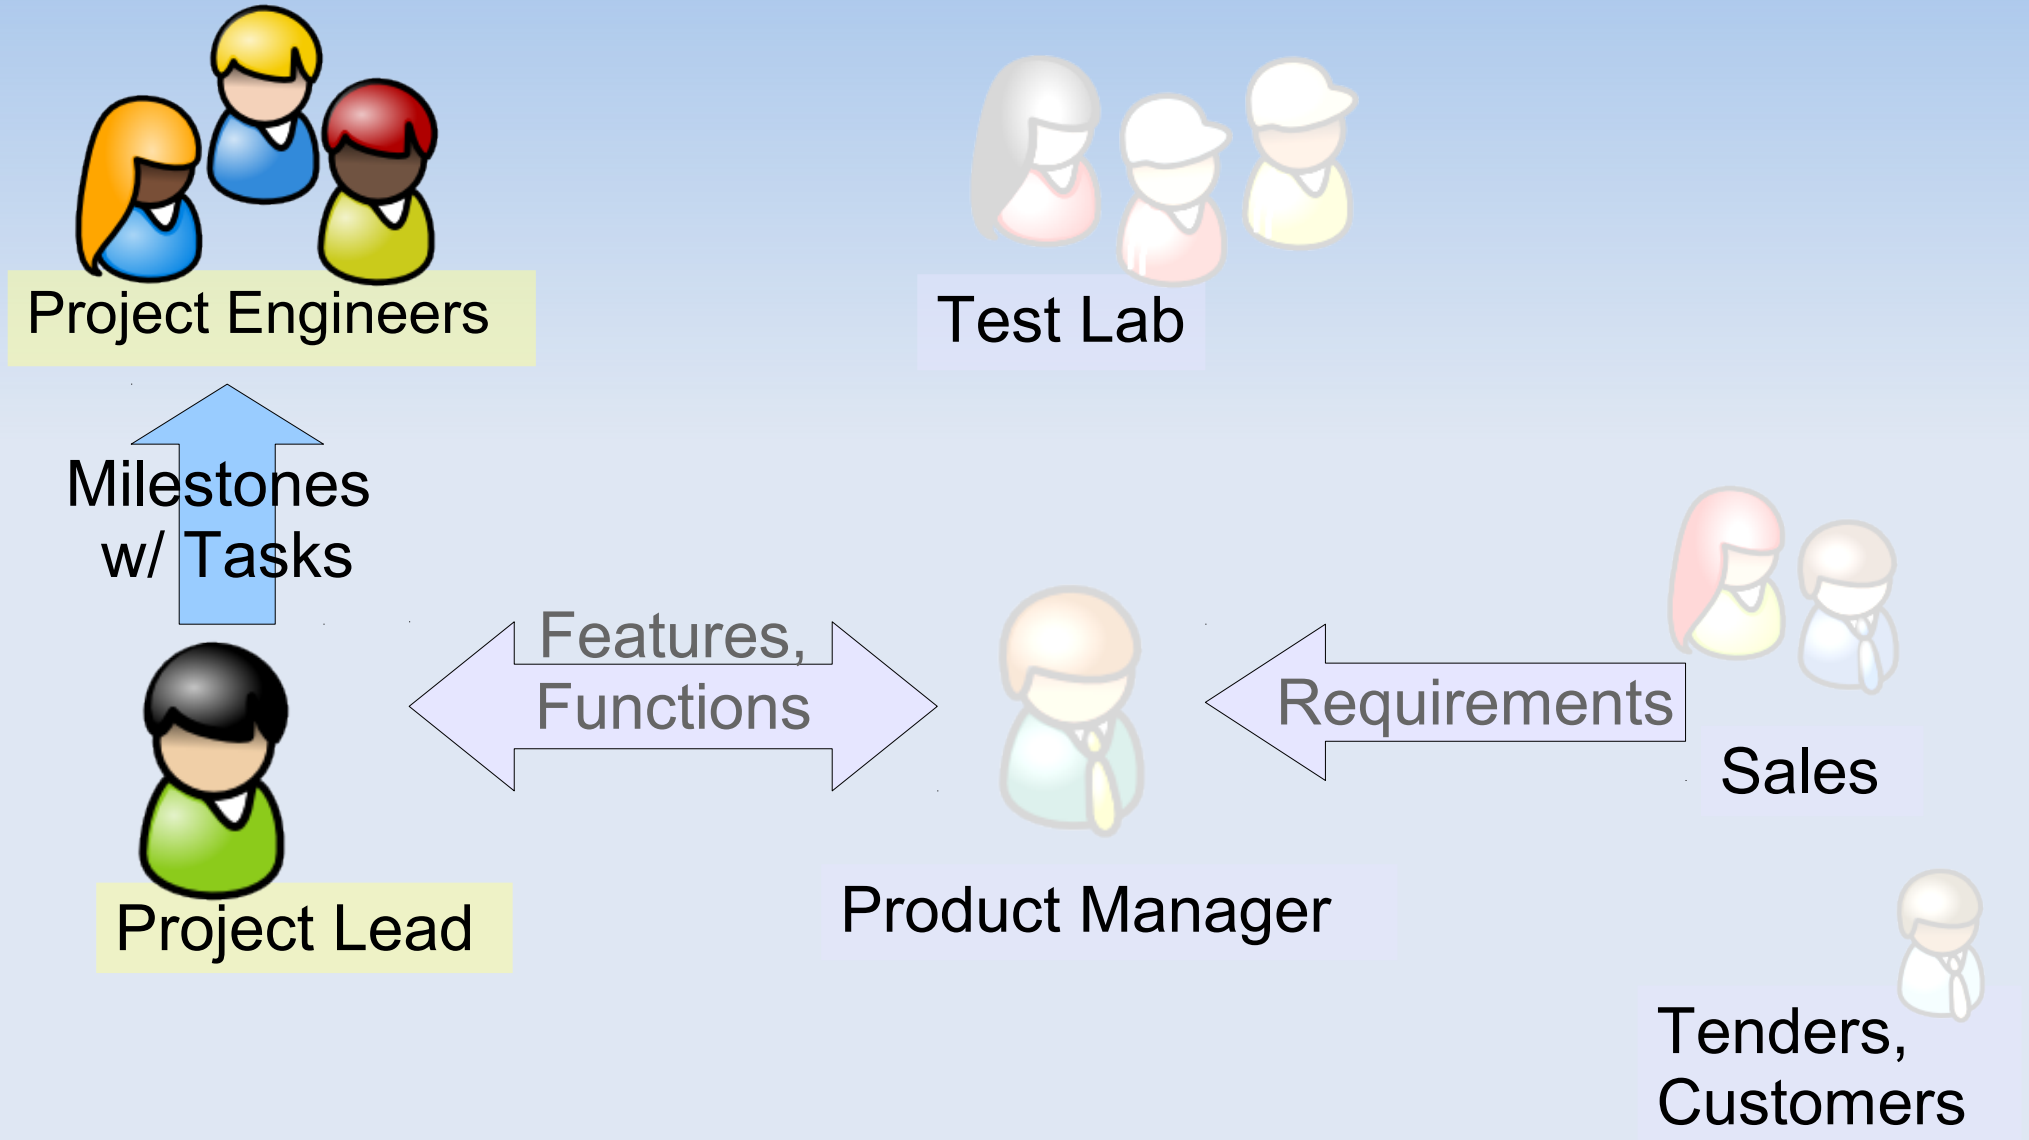 Project Engineers
Test Lab
Milestones
w/ Tasks
Features,
Functions
Requirements
Sales
Project Lead
Product Manager
Tenders,
Customers